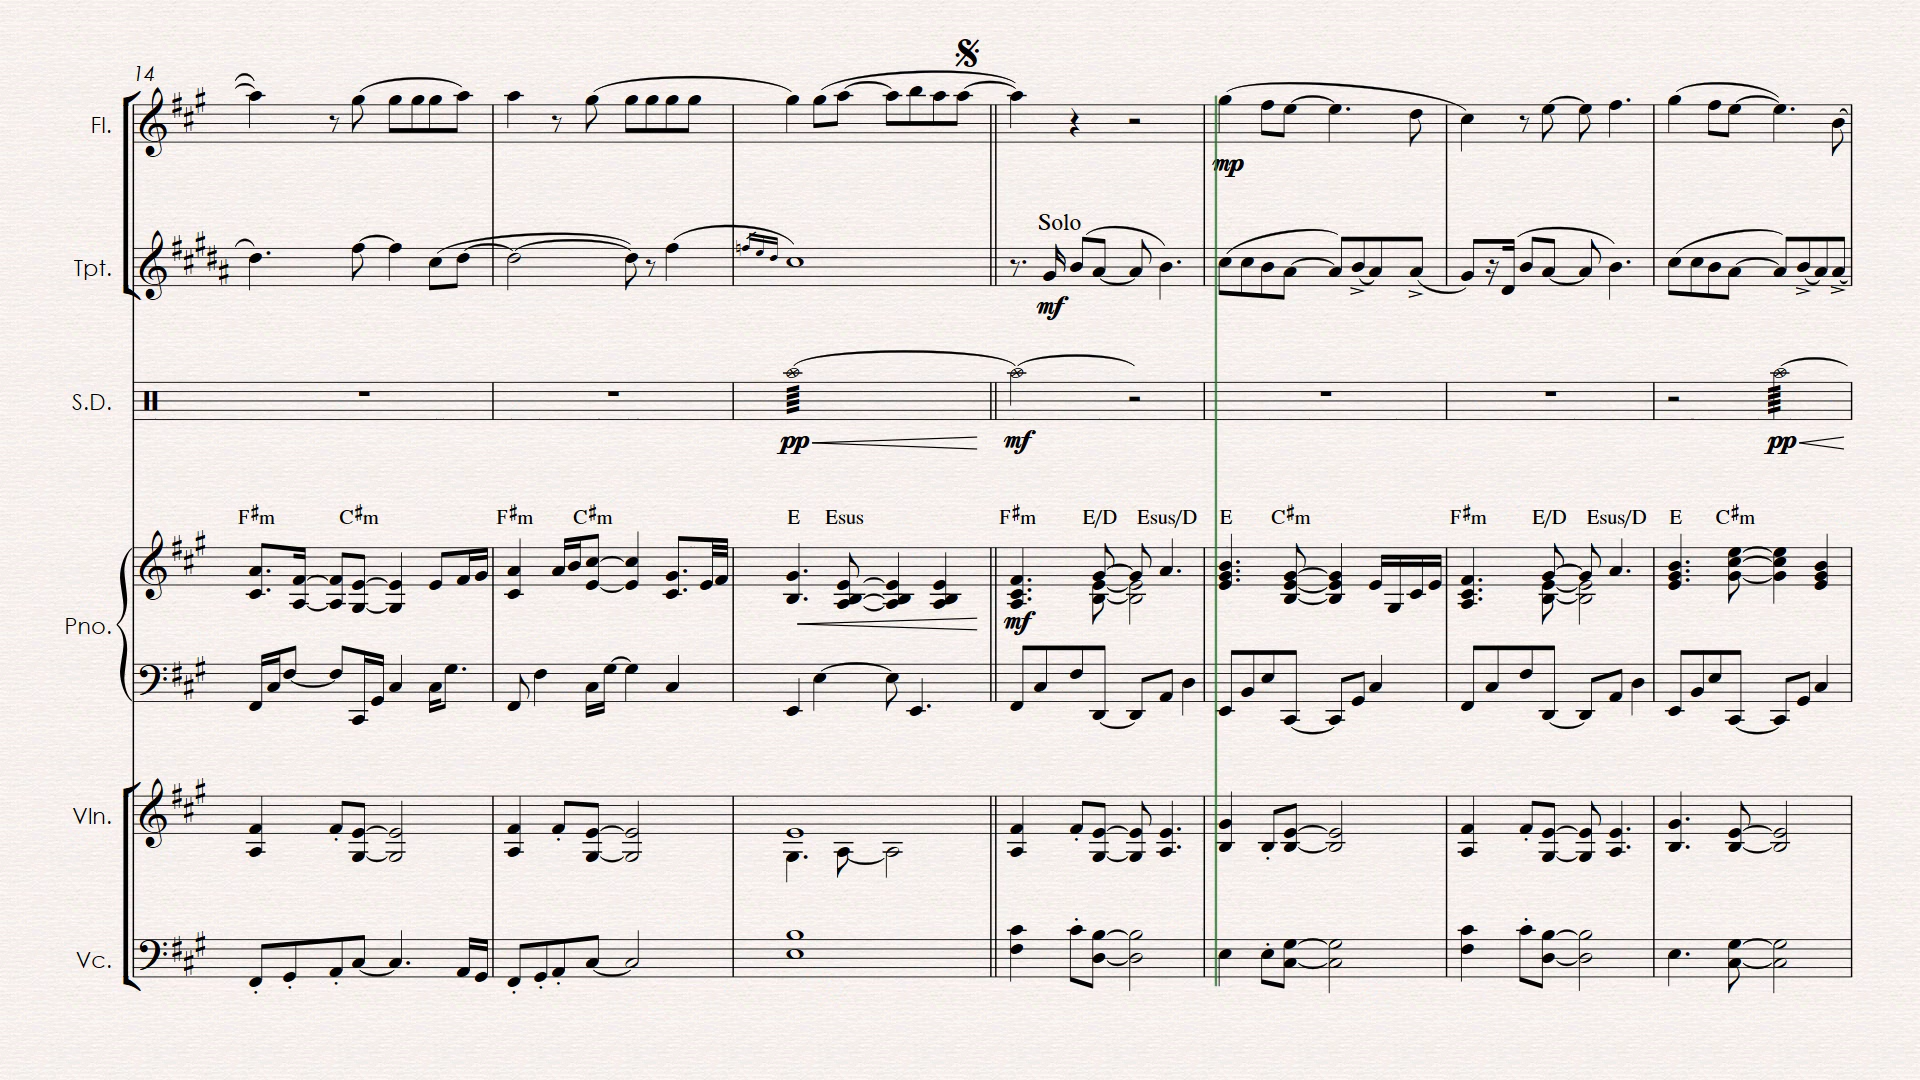 14
Fl.
mp
Solo
Tpt.
mf
S.D.
pp mf pp
F♯m C♯m F♯m C♯m E Esus F♯m E/D Esus/D E C♯m F♯m E/D Esus/D E C♯m
Pno.
mf
Vln.
Vc.